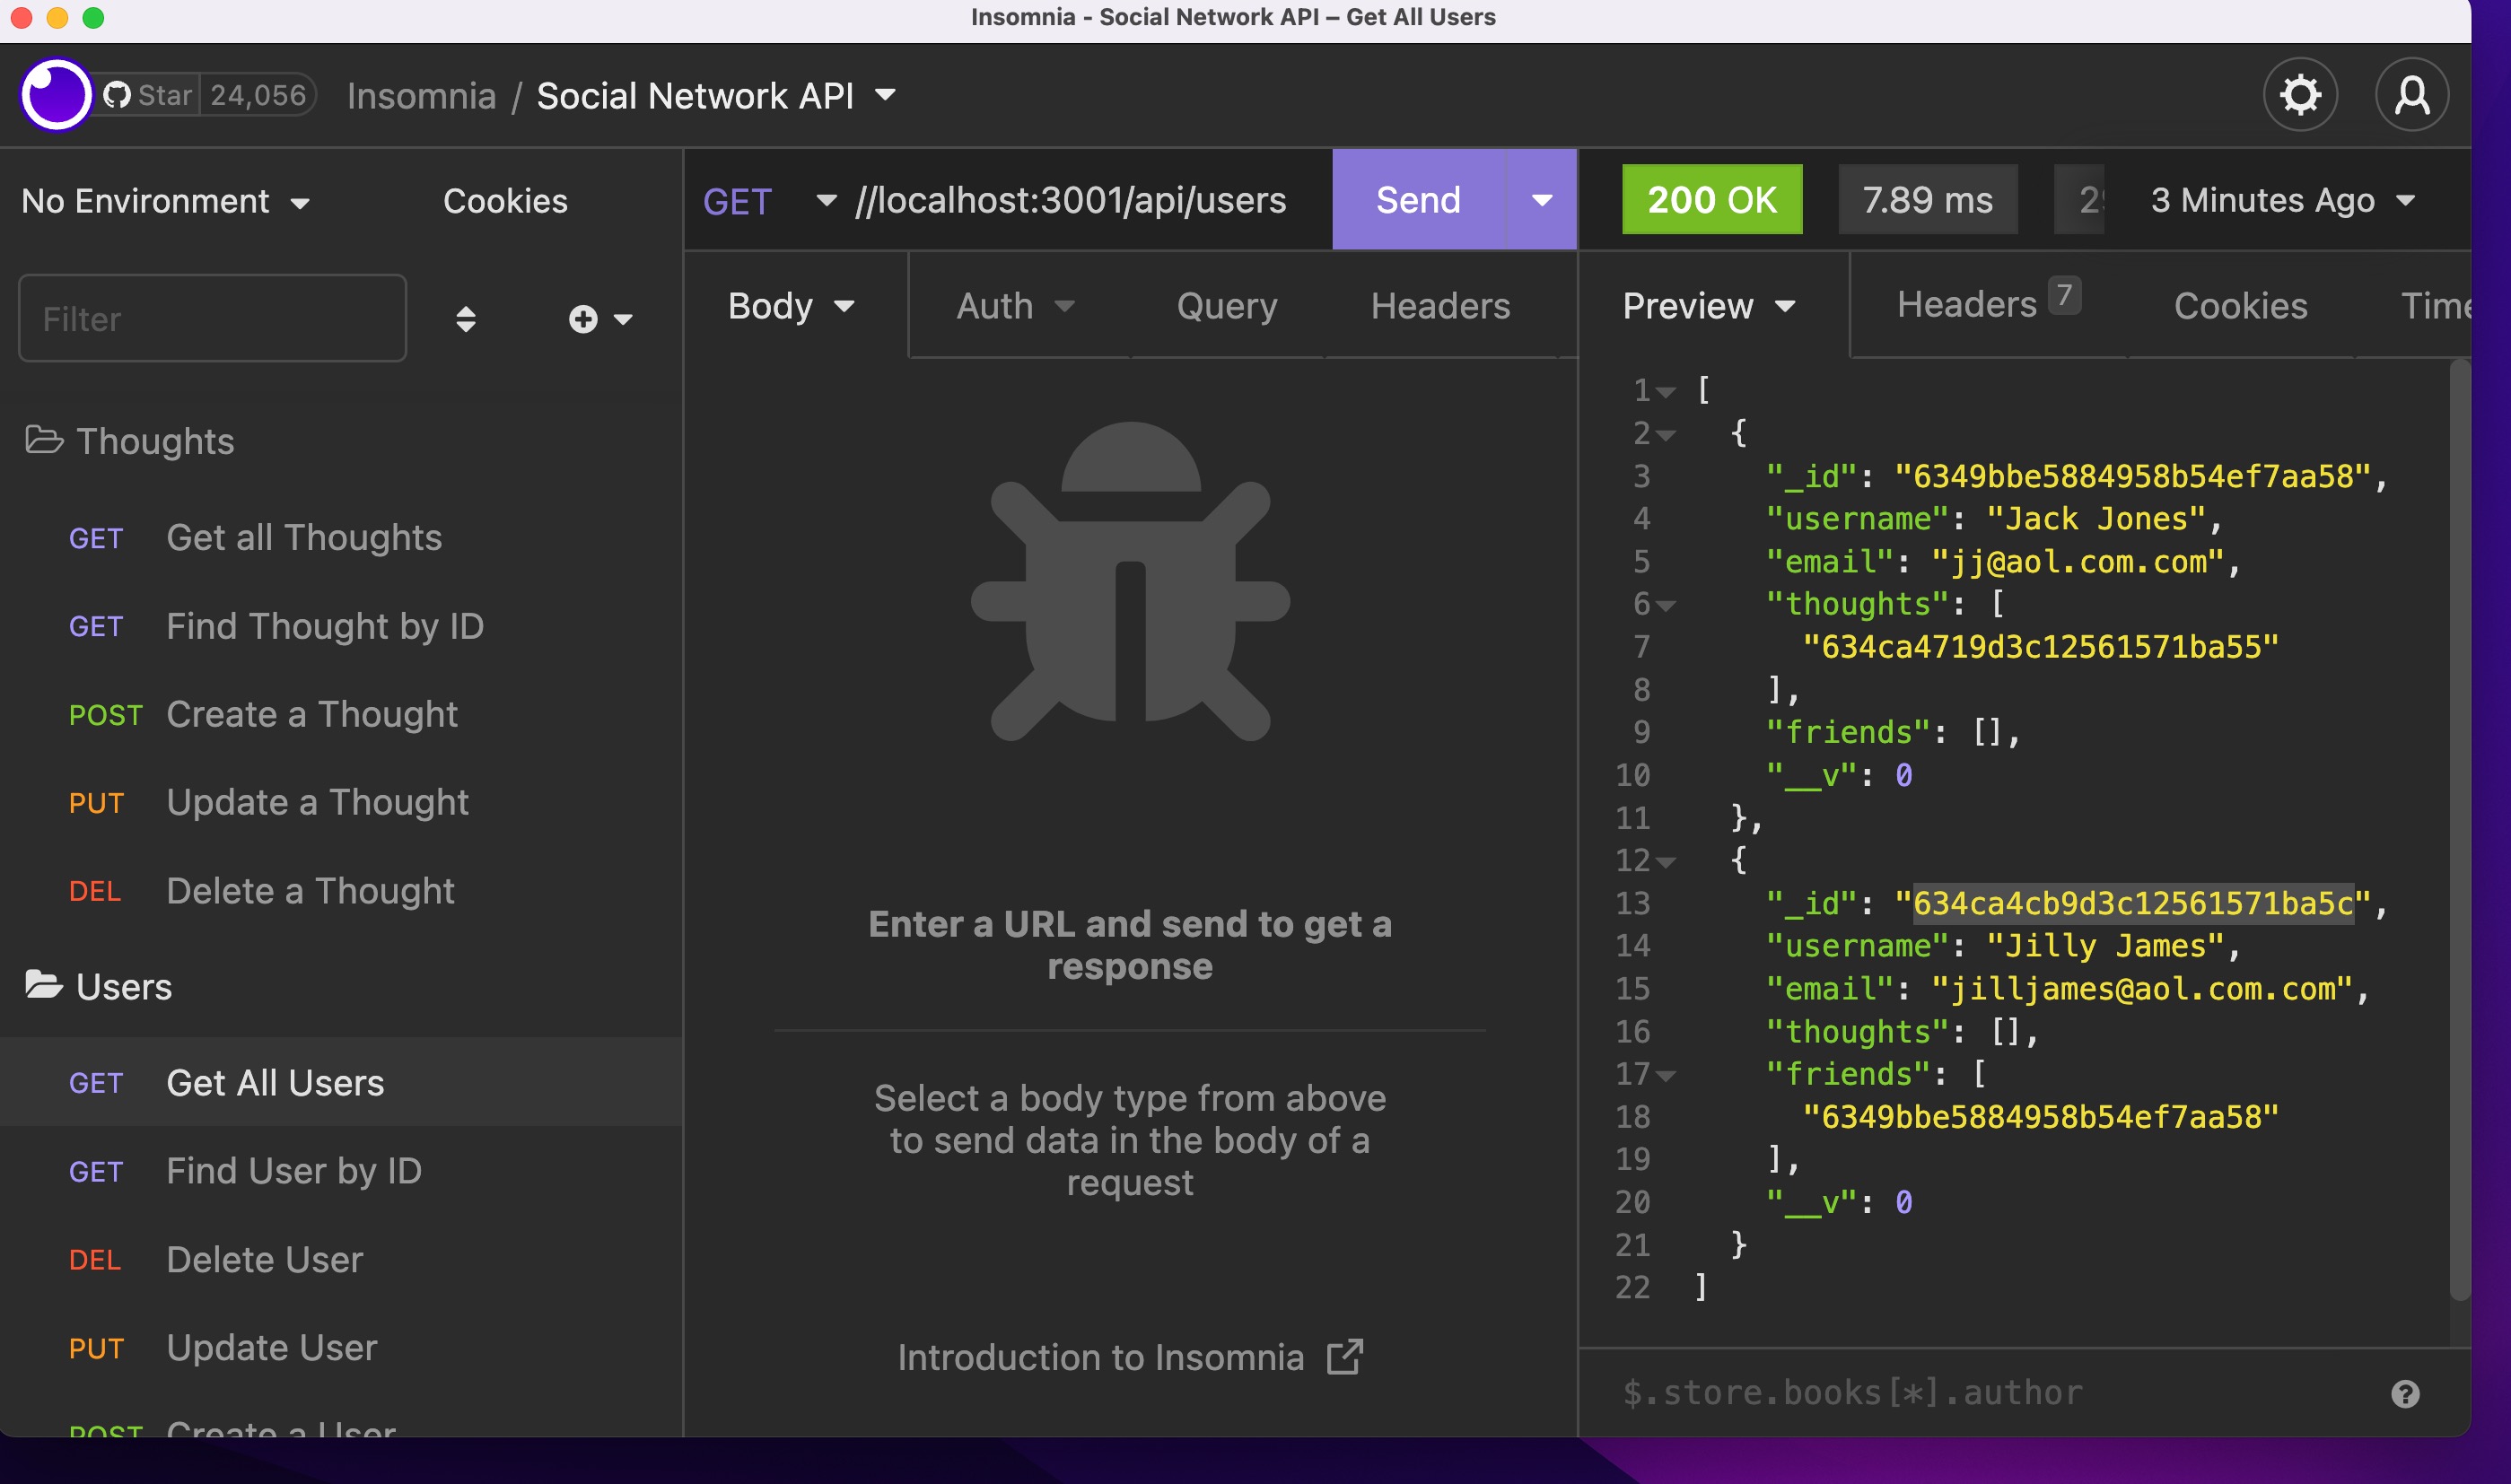 Insomnia - Social Network API – Get All Users
Star 24,056
Insomnia / Social Network API
No Environment
Cookies
Filter
Thoughts
GET Get all Thoughts
GET Find Thought by ID
POST Create a Thought
PUT Update a Thought
DEL Delete a Thought
Users
GET Get All Users
GET Find User by ID
DEL Delete User
PUT Update User
POST Create a User
GET //localhost:3001/api/users Send
Body Auth Query Headers
Enter a URL and send to get a
response
Select a body type from above
to send data in the body of a
request
Introduction to Insomnia
200 OK 7.89 ms 3 Minutes Ago
Preview Headers 7 Cookies Time
1 [
2 {
3 "_id": "6349bbe5884958b54ef7aa58",
4 "username": "Jack Jones",
5 "email": "jj@aol.com.com",
6 "thoughts": [
7 "634ca4719d3c12561571ba55"
8 ],
9 "friends": [],
10 "__v": 0
11 },
12 {
13 "_id": "634ca4cb9d3c12561571ba5c",
14 "username": "Jilly James",
15 "email": "jilljames@aol.com.com",
16 "thoughts": [],
17 "friends": [
18 "6349bbe5884958b54ef7aa58"
19 ],
20 "__v": 0
21 }
22 ]
$.store.books[*].author